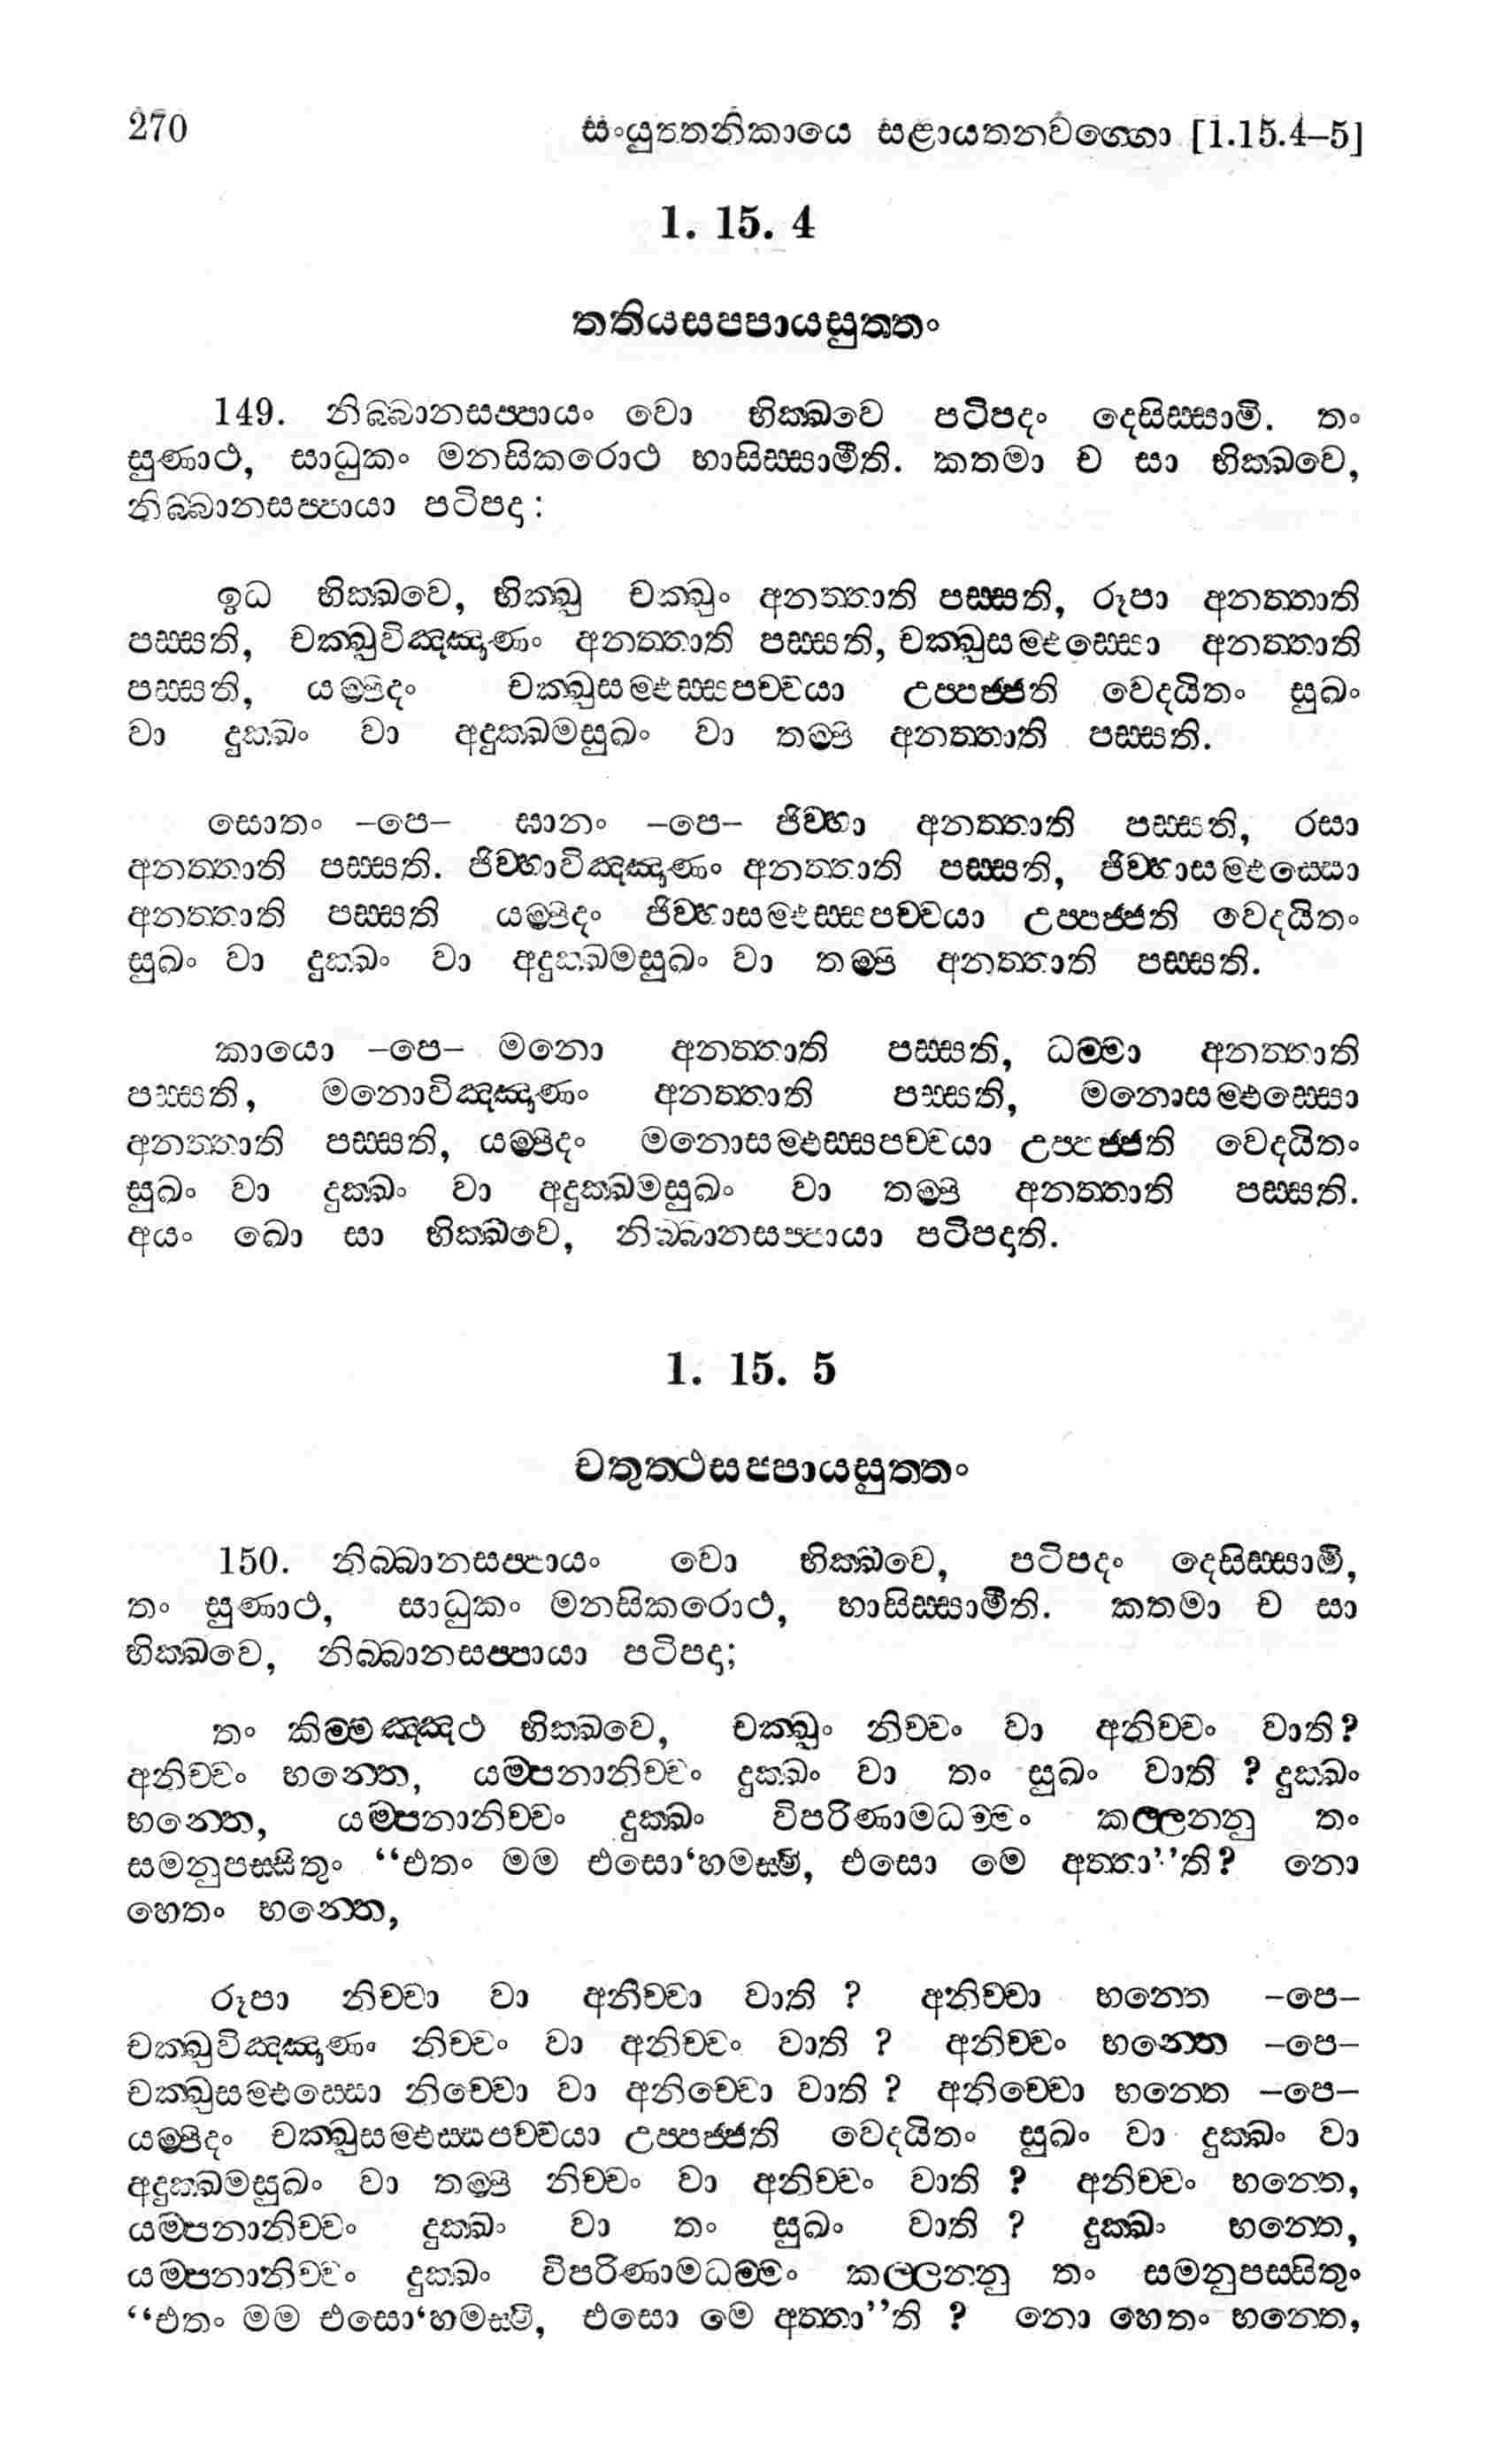 270 සංයුත්තනිකායෙ සළායතනවග්ගො [1.15.4–5]
1. 15. 4
තතියසප්පායසුත්තං
149. නිබ්බානසප්පායං වො භික්ඛවෙ පටිපදං දෙසිස්සාමි. තං
සුණාථ, සාධුකං මනසිකරොථ භාසිස්සාමීති. කතමා ච සා භික්ඛවෙ,
නිබ්බානසප්පායා පටිපදා:
ඉධ භික්ඛවෙ, භික්ඛු චක්ඛුං අනත්තාති පස්සති, රූපා අනත්තාති
පස්සති, චක්ඛුවිඤ්ඤාණං අනත්තාති පස්සති, චක්ඛුසම්ඵස්සො අනත්තාති
පස්සති, යම්පිදං චක්ඛුසම්ඵස්සපච්චයා උප්පජ්ජති වෙදයිතං සුඛං
වා දුක්ඛං වා අදුක්ඛමසුඛං වා තම්පි අනත්තාති පස්සති.
සොතං –පෙ– ඝානං –පෙ– ජිව්හා අනත්තාති පස්සති, රසා
අනත්තාති පස්සති. ජිව්හාවිඤ්ඤාණං අනත්තාති පස්සති, ජිව්හාසම්ඵස්සො
අනත්තාති පස්සති යම්පිදං ජිව්හාසම්ඵස්සපච්චයා උප්පජ්ජති වෙදයිතං
සුඛං වා දුක්ඛං වා අදුක්ඛමසුඛං වා තම්පි අනත්තාති පස්සති.
කායො –පෙ– මනො අනත්තාති පස්සති, ධම්මා අනත්තාති
පස්සති, මනොවිඤ්ඤාණං අනත්තාති පස්සති, මනොසම්ඵස්සො
අනත්තාති පස්සති, යම්පිදං මනොසම්ඵස්සපච්චයා උප්පජ්ජති වෙදයිතං
සුඛං වා දුක්ඛං වා අදුක්ඛමසුඛං වා තම්පි අනත්තාති පස්සති.
අයං ඛො සා භික්ඛවෙ, නිබ්බානසප්පායා පටිපදාති.
1. 15. 5
චතුත්ථසප්පායසුත්තං
150. නිබ්බානසප්පායං වො භික්ඛවෙ, පටිපදං දෙසිස්සාමි,
තං සුණාථ, සාධුකං මනසිකරොථ, භාසිස්සාමීති. කතමා ච සා
භික්ඛවෙ, නිබ්බානසප්පායා පටිපදා;
තං කිම්මඤ්ඤථ භික්ඛවෙ, චක්ඛුං නිච්චං වා අනිච්චං වාති?
අනිච්චං භන්තෙ, යම්පනානිච්චං දුක්ඛං වා තං සුඛං වාති ? දුක්ඛං
භන්තෙ, යම්පනානිච්චං දුක්ඛං විපරිණාමධම්මං කල්ලන්නු තං
සමනුපස්සිතුං “එතං මම එසො‘හමස්මි, එසො මෙ අත්තා”ති? නො
හෙතං භන්තෙ,
රූපා නිච්චා වා අනිච්චා වාති ? අනිච්චා භන්තෙ –පෙ–
චක්ඛුවිඤ්ඤාණං නිච්චං වා අනිච්චං වාති ? අනිච්චං භන්තෙ –පෙ–
චක්ඛුසම්ඵස්සො නිච්චො වා අනිච්චො වාති ? අනිච්චො භන්තෙ –පෙ–
යම්පිදං චක්ඛුසම්ඵස්සපච්චයා උප්පජ්ජති වෙදයිතං සුඛං වා දුක්ඛං වා
අදුක්ඛමසුඛං වා තම්පි නිච්චං වා අනිච්චං වාති ? අනිච්චං භන්තෙ,
යම්පනානිච්චං දුක්ඛං වා තං සුඛං වාති ? දුක්ඛං භන්තෙ,
යම්පනානිච්චං දුක්ඛං විපරිණාමධම්මං කල්ලන්නු තං සමනුපස්සිතුං
“එතං මම එසො‘හමස්මි, එසො මෙ අත්තා”ති ? නො හෙතං භන්තෙ,